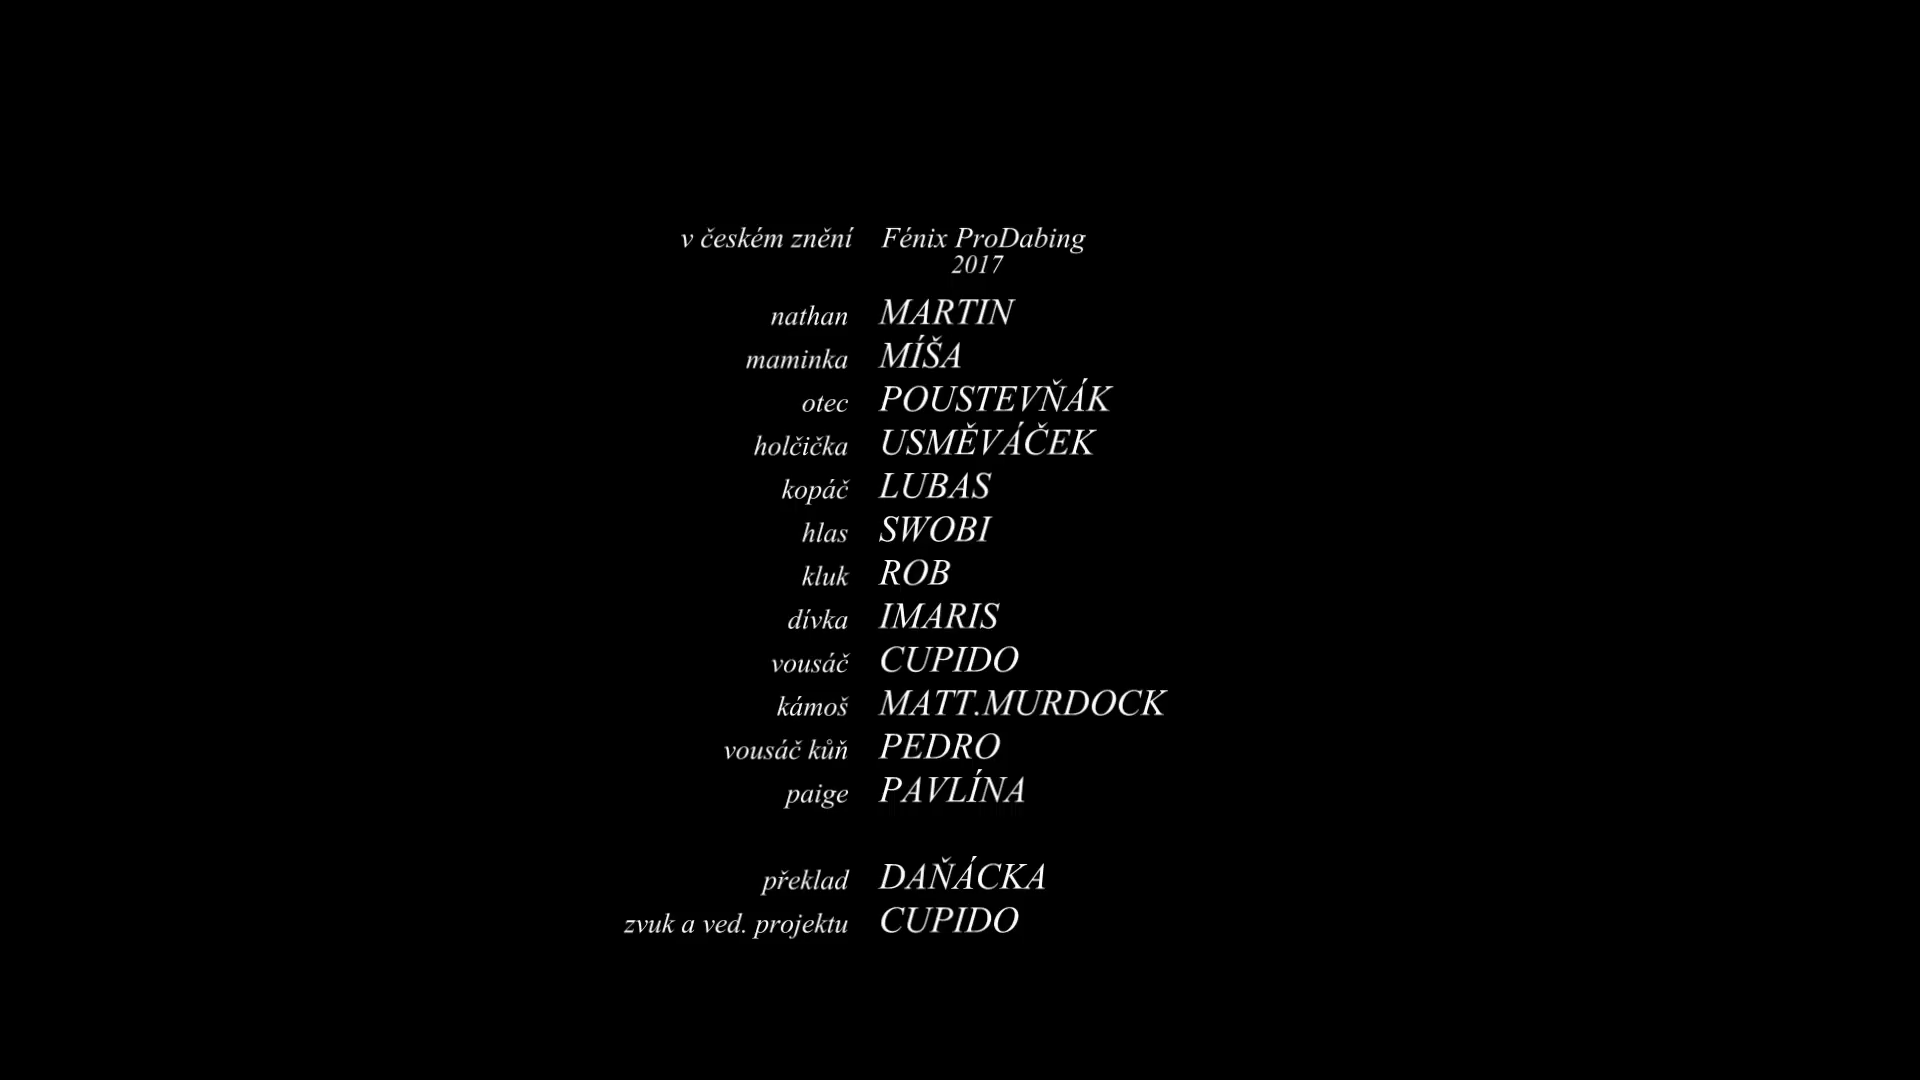 v českém znění Fénix ProDabing
2017
nathan MARTIN
maminka MÍŠA
otec POUSTEVŇÁK
holčička USMĚVÁČEK
kopáč LUBAS
hlas SWOBI
kluk ROB
dívka IMARIS
vousáč CUPIDO
kámoš MATT.MURDOCK
vousáč kůň PEDRO
paige PAVLÍNA
překlad DAŇÁCKA
zvuk a ved. projektu CUPIDO